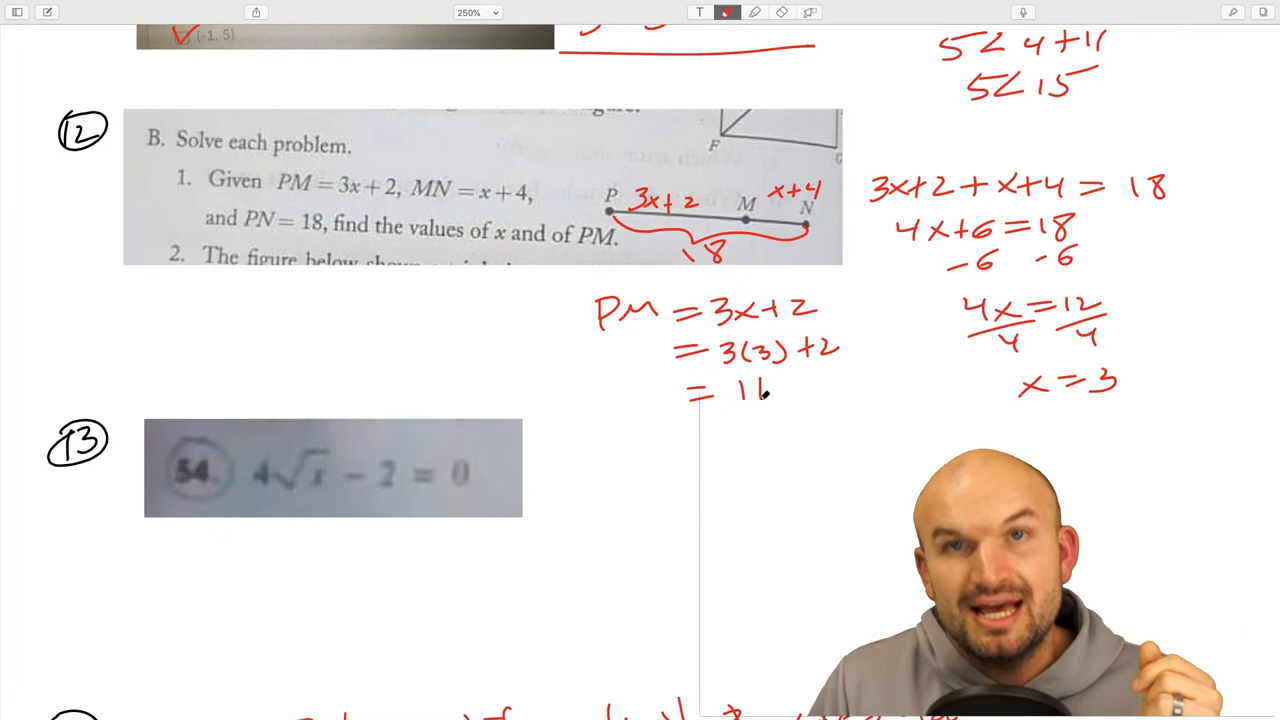 250%
T
(-1, 5)
5 < 4 + 11
5 < 15
12
B. Solve each problem.
F
1. Given PM = 3x + 2, MN = x + 4,
and PN = 18, find the values of x and of PM.
2. The figure below
P 3x + 2 M x + 4 N
18
3x + 2 + x + 4 = 18
4x + 6 = 18
- 6 - 6
4x = 12
4 4
x = 3
PM = 3x + 2
= 3(3) + 2
= 11
13
54. 4√x − 2 = 0